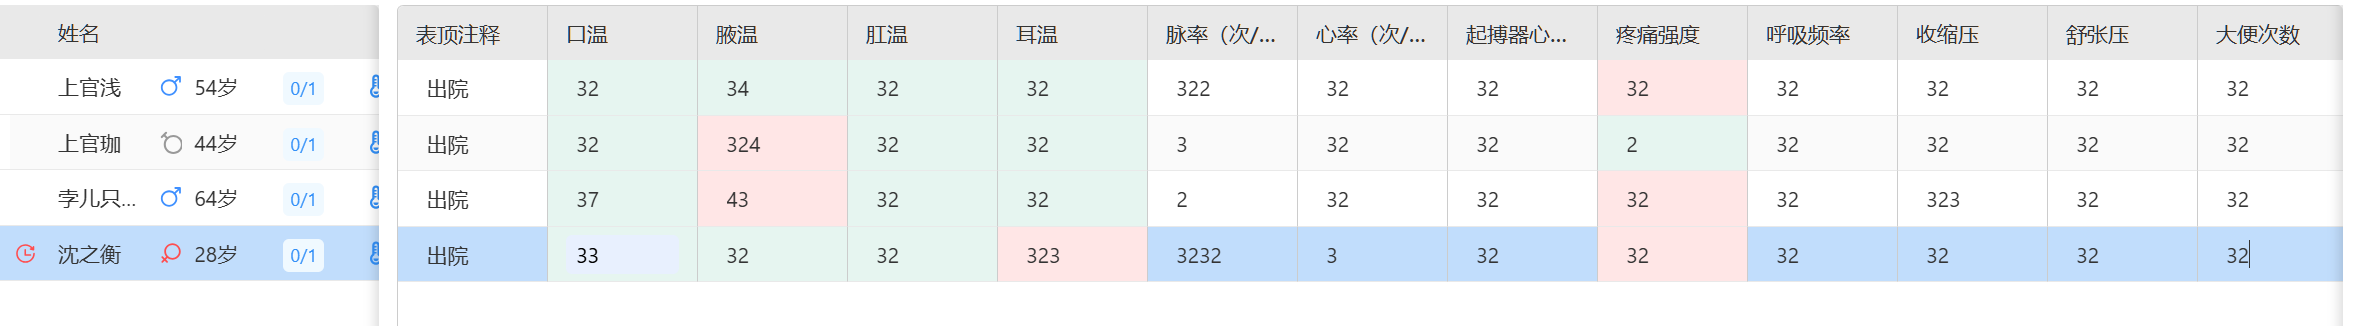 姓名 表顶注释 口温 腋温 肛温 耳温 脉率（次/... 心率（次/... 起搏器心... 疼痛强度 呼吸频率 收缩压 舒张压 大便次数
上官浅 54岁 0/1 出院 32 34 32 32 322 32 32 32 32 32 32 32
上官珈 44岁 0/1 出院 32 324 32 32 3 32 32 2 32 32 32 32
孛儿只... 64岁 0/1 出院 37 43 32 32 2 32 32 32 32 323 32 32
沈之衡 28岁 0/1 出院 33 32 32 323 3232 3 32 32 32 32 32 32